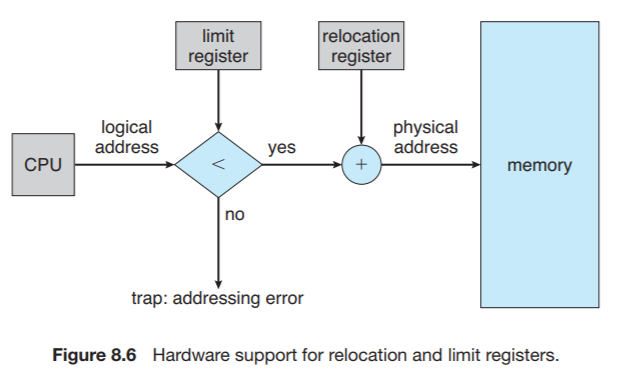 limit
register
relocation
register
logical
address
physical
address
CPU
<
yes
+
memory
no
trap: addressing error
Figure 8.6 Hardware support for relocation and limit registers.